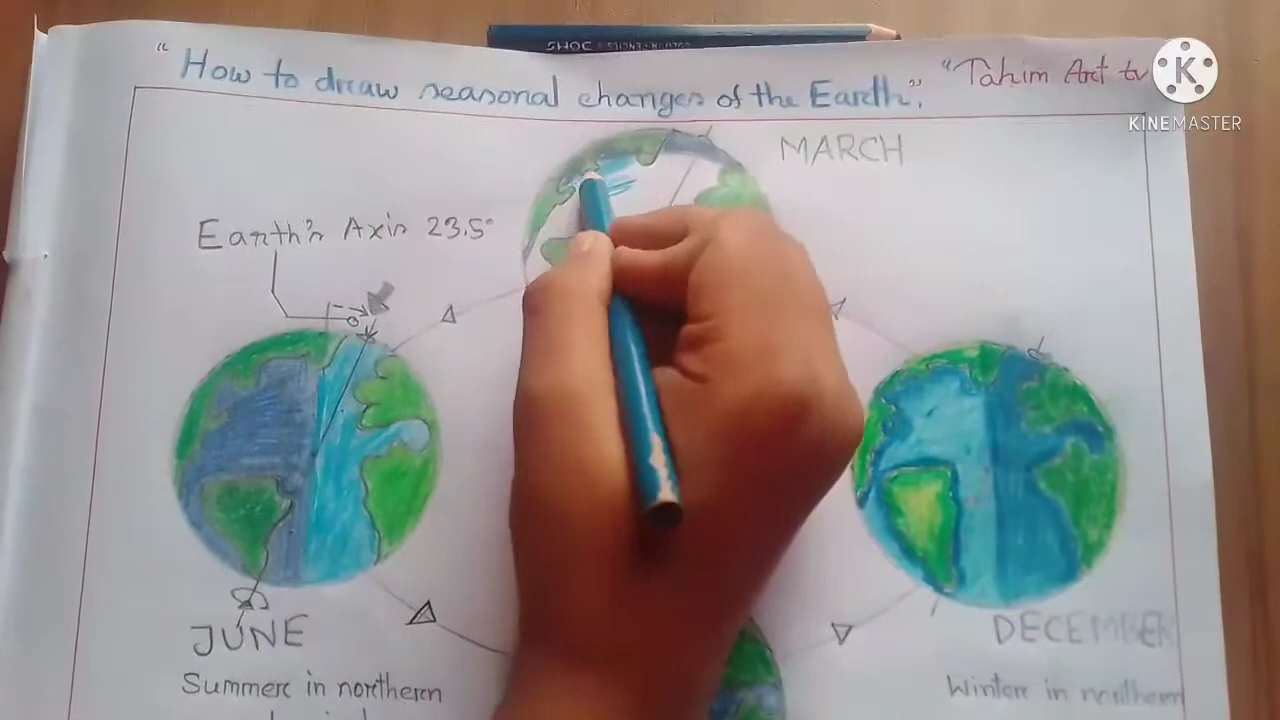 "How to draw seasonal changes of the Earth".
"Tahim Art tv
K
KINEMASTER
MARCH
Earth's Axis 23.5°
JUNE
Summer in northern
DECEMBER
Winter in northern